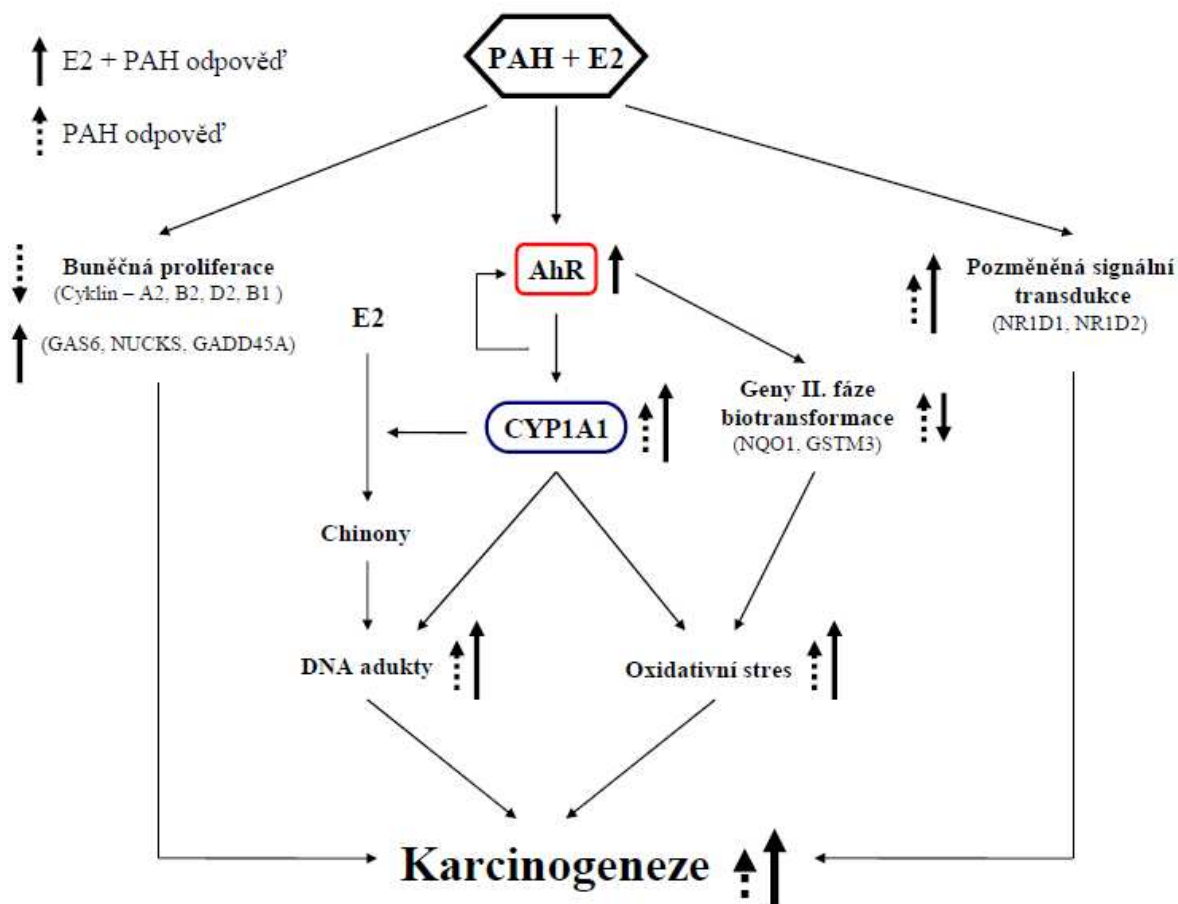 PAH + E2
E2 + PAH odpověď
PAH odpověď
Buněčná proliferace
(Cyklin – A2, B2, D2, B1 )
(GAS6, NUCKS, GADD45A)
AhR
Pozměněná signální
transdukce
(NR1D1, NR1D2)
E2
CYP1A1
Geny II. fáze
biotransformace
(NQO1, GSTM3)
Chinony
DNA adukty
Oxidativní stres
Karcinogeneze